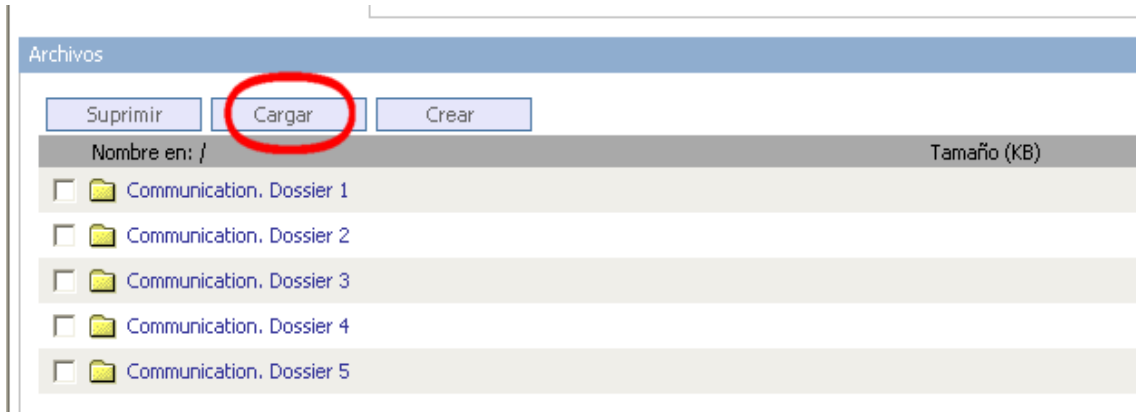 Archivos
Suprimir Cargar Crear
Nombre en: / Tamaño (KB)
Communication. Dossier 1
Communication. Dossier 2
Communication. Dossier 3
Communication. Dossier 4
Communication. Dossier 5